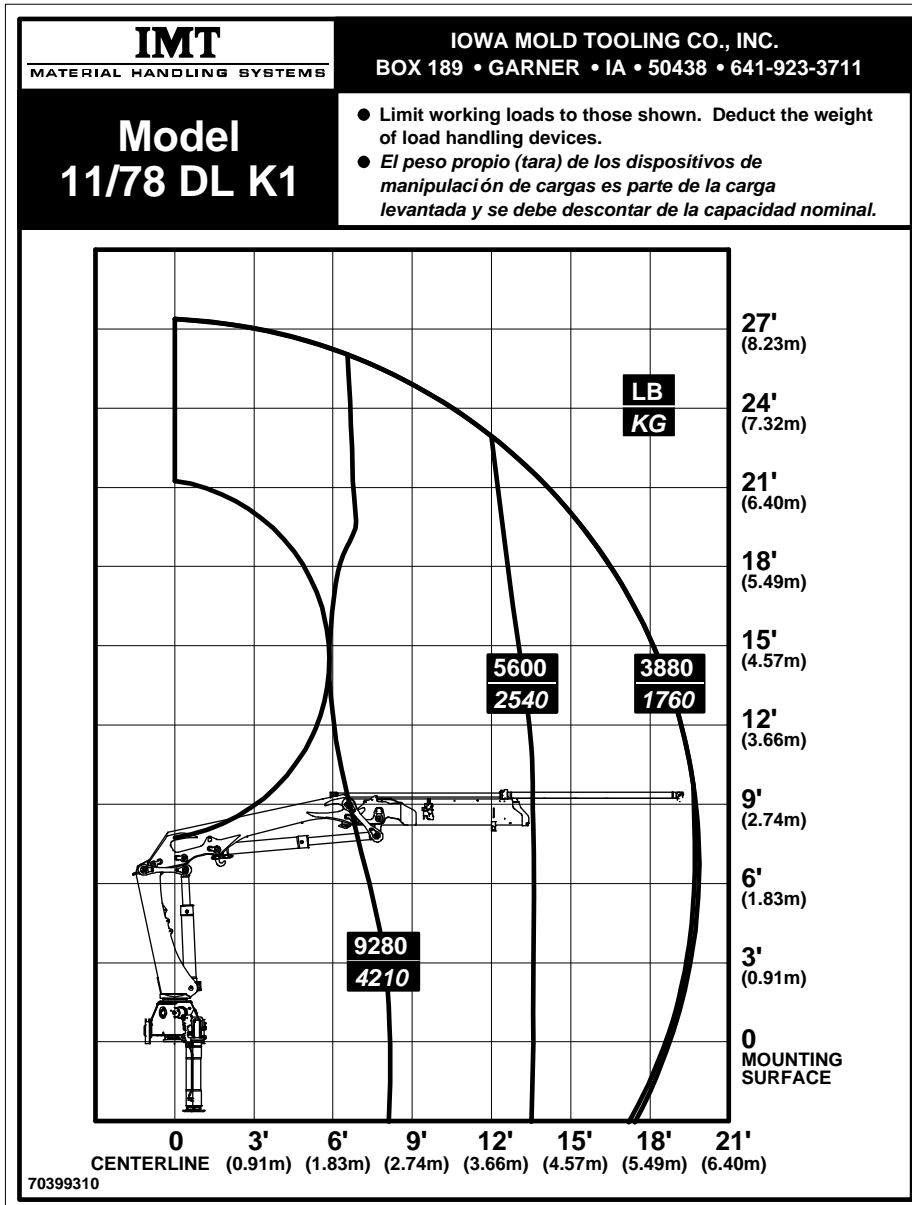 IMT
MATERIAL HANDLING SYSTEMS
IOWA MOLD TOOLING CO., INC.
BOX 189 • GARNER • IA • 50438 • 641-923-3711
Model
11/78 DL K1
● Limit working loads to those shown. Deduct the weight
of load handling devices.
● El peso propio (tara) de los dispositivos de
manipulación de cargas es parte de la carga
levantada y se debe descontar de la capacidad nominal.
27'
(8.23m)
LB
KG
24'
(7.32m)
21'
(6.40m)
18'
(5.49m)
15'
(4.57m)
5600
2540
3880
1760
12'
(3.66m)
9'
(2.74m)
6'
(1.83m)
9280
4210
3'
(0.91m)
0
MOUNTING
SURFACE
0 3' 6' 9' 12' 15' 18' 21'
CENTERLINE (0.91m) (1.83m) (2.74m) (3.66m) (4.57m) (5.49m) (6.40m)
70399310